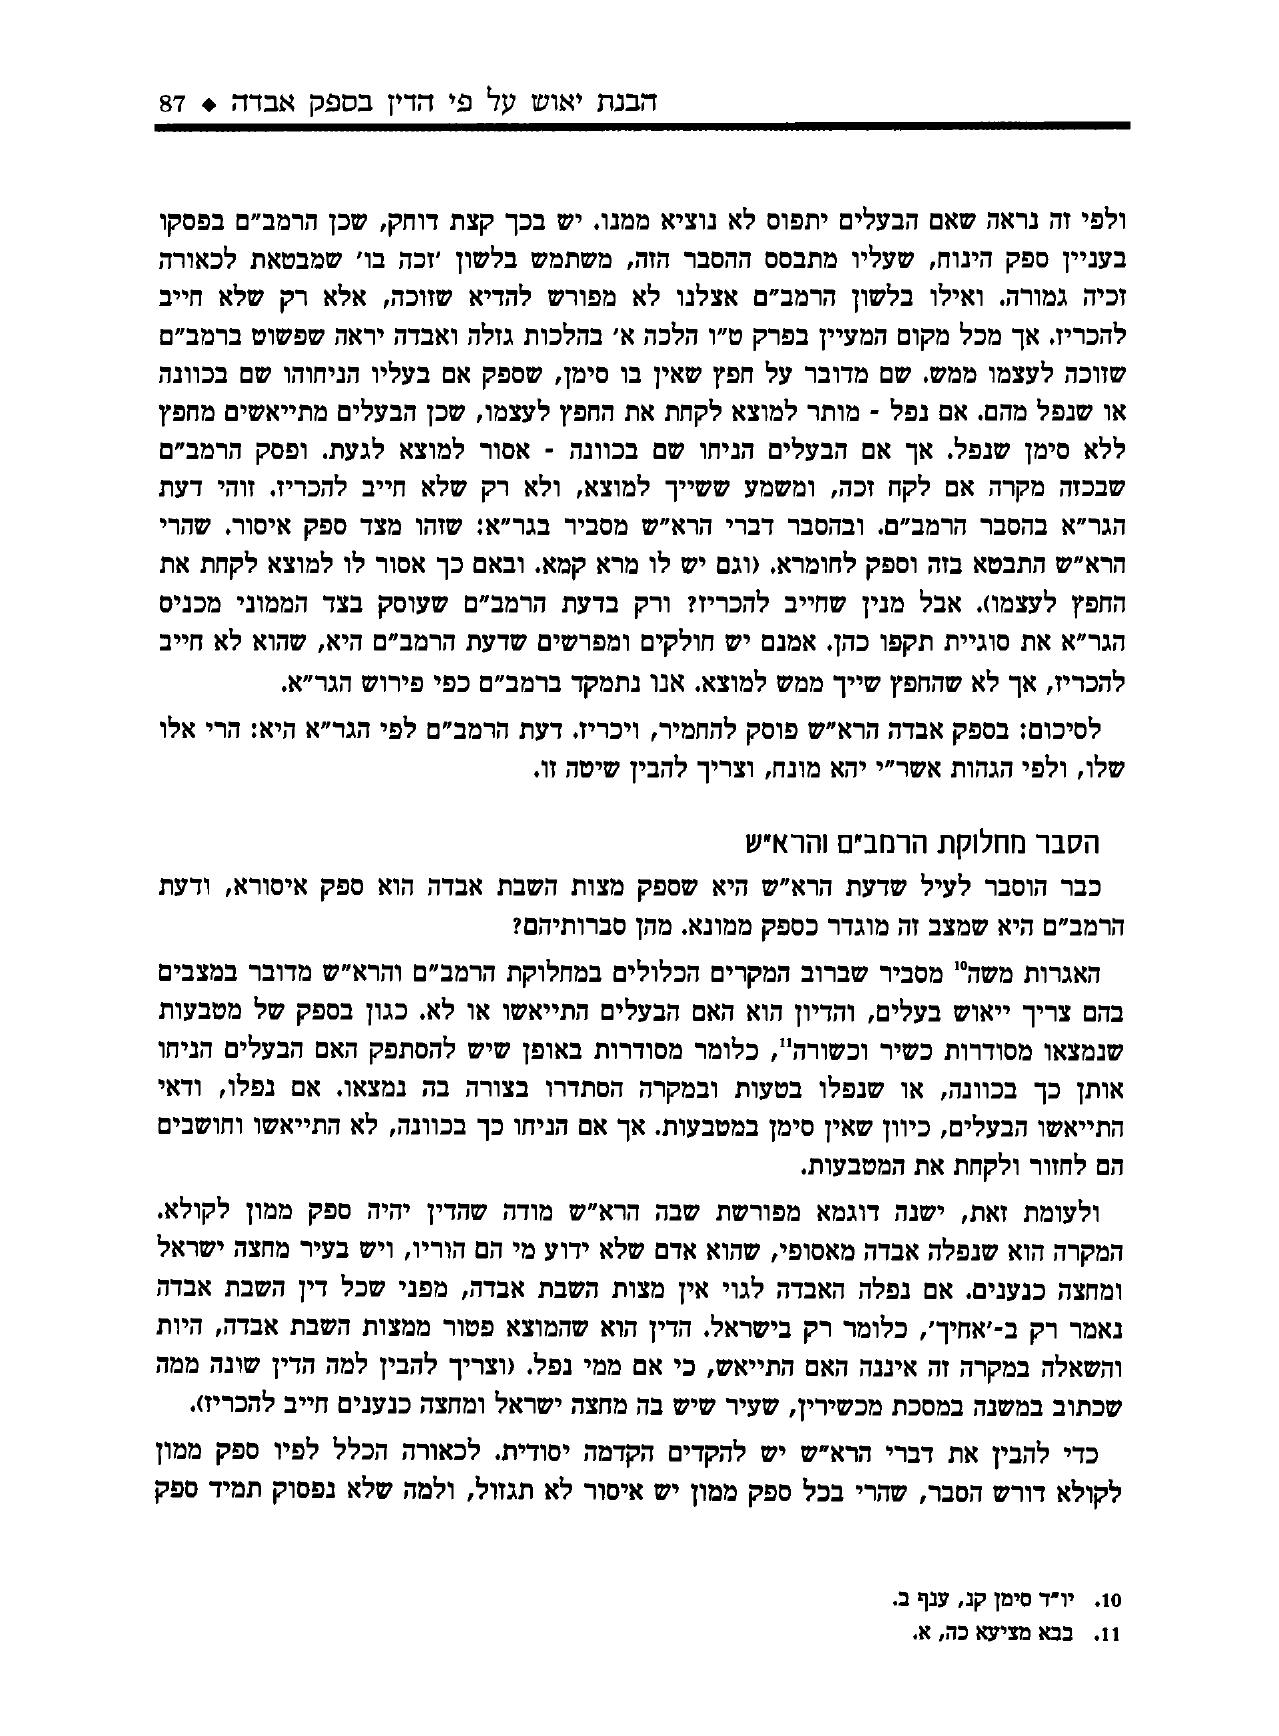 הבנת יאוש על פי הדין בספק אבדה ◆ 87
ולפי זה נראה שאם הבעלים יתפוס לא נוציא ממנו. יש בכך קצת דוחק, שכן הרמב״ם בפסקו
בעניין ספק הינוח, שעליו מתבסס ההסבר הזה, משתמש בלשון ׳זכה בו׳ שמבטאת לכאורה
זכיה גמורה. ואילו בלשון הרמב״ם אצלנו לא מפורש להדיא שזוכה, אלא רק שלא חייב
להכריז. אך מכל מקום המעיין בפרק ט״ו הלכה א׳ בהלכות גזלה ואבדה יראה שפשוט ברמב״ם
שזוכה לעצמו ממש. שם מדובר על חפץ שאין בו סימן, שספק אם בעליו הניחוהו שם בכוונה
או שנפל מהם. אם נפל - מותר למוצא לקחת את החפץ לעצמו, שכן הבעלים מתייאשים מחפץ
ללא סימן שנפל. אך אם הבעלים הניחו שם בכוונה - אסור למוצא לגעת. ופסק הרמב״ם
שבכזה מקרה אם לקח זכה, ומשמע ששייך למוצא, ולא רק שלא חייב להכריז. זוהי דעת
הגר״א בהסבר הרמב״ם. ובהסבר דברי הרא״ש מסביר בגר״א: שזהו מצד ספק איסור. שהרי
הרא״ש התבטא בזה וספק לחומרא. (וגם יש לו מרא קמא. ובאם כך אסור לו למוצא לקחת את
החפץ לעצמו). אבל מנין שחייב להכריז? ורק בדעת הרמב״ם שעוסק בצד הממוני מכניס
הגר״א את סוגיית תקפו כהן. אמנם יש חולקים ומפרשים שדעת הרמב״ם היא, שהוא לא חייב
להכריז, אך לא שהחפץ שייך ממש למוצא. אנו נתמקד ברמב״ם כפי פירוש הגר״א.
לסיכום: בספק אבדה הרא״ש פוסק להחמיר, ויכריז. דעת הרמב״ם לפי הגר״א היא: הרי אלו
שלו, ולפי הגהות אשר״י יהא מונח, וצריך להבין שיטה זו.
הסבר מחלוקת הרמב״ם והרא״ש
כבר הוסבר לעיל שדעת הרא״ש היא שספק מצות השבת אבדה הוא ספק איסורא, ודעת
הרמב״ם היא שמצב זה מוגדר כספק ממונא. מהן סברותיהם?
האגרות משה10 מסביר שברוב המקרים הכלולים במחלוקת הרמב״ם והרא״ש מדובר במצבים
בהם צריך ייאוש בעלים, והדיון הוא האם הבעלים התייאשו או לא. כגון בספק של מטבעות
שנמצאו מסודרות כשיר וכשורה11, כלומר מסודרות באופן שיש להסתפק האם הבעלים הניחו
אותן כך בכוונה, או שנפלו בטעות ובמקרה הסתדרו בצורה בה נמצאו. אם נפלו, ודאי
התייאשו הבעלים, כיוון שאין סימן במטבעות. אך אם הניחו כך בכוונה, לא התייאשו וחושבים
הם לחזור ולקחת את המטבעות.
ולעומת זאת, ישנה דוגמא מפורשת שבה הרא״ש מודה שהדין יהיה ספק ממון לקולא.
המקרה הוא שנפלה אבדה מאסופי, שהוא אדם שלא ידוע מי הם הוריו, ויש בעיר מחצה ישראל
ומחצה כנענים. אם נפלה האבדה לגוי אין מצות השבת אבדה, מפני שכל דין השבת אבדה
נאמר רק ב-׳אחיך׳, כלומר רק בישראל. הדין הוא שהמוצא פטור ממצות השבת אבדה, היות
והשאלה במקרה זה איננה האם התייאש, כי אם ממי נפל. (וצריך להבין למה הדין שונה ממה
שכתוב במשנה במסכת מכשירין, שעיר שיש בה מחצה ישראל ומחצה כנענים חייב להכריז).
כדי להבין את דברי הרא״ש יש להקדים הקדמה יסודית. לכאורה הכלל לפיו ספק ממון
לקולא דורש הסבר, שהרי בכל ספק ממון יש איסור לא תגזול, ולמה שלא נפסוק תמיד ספק
10. יו״ד סימן קנ, ענף ב.
11. בבא מציעא כה, א.